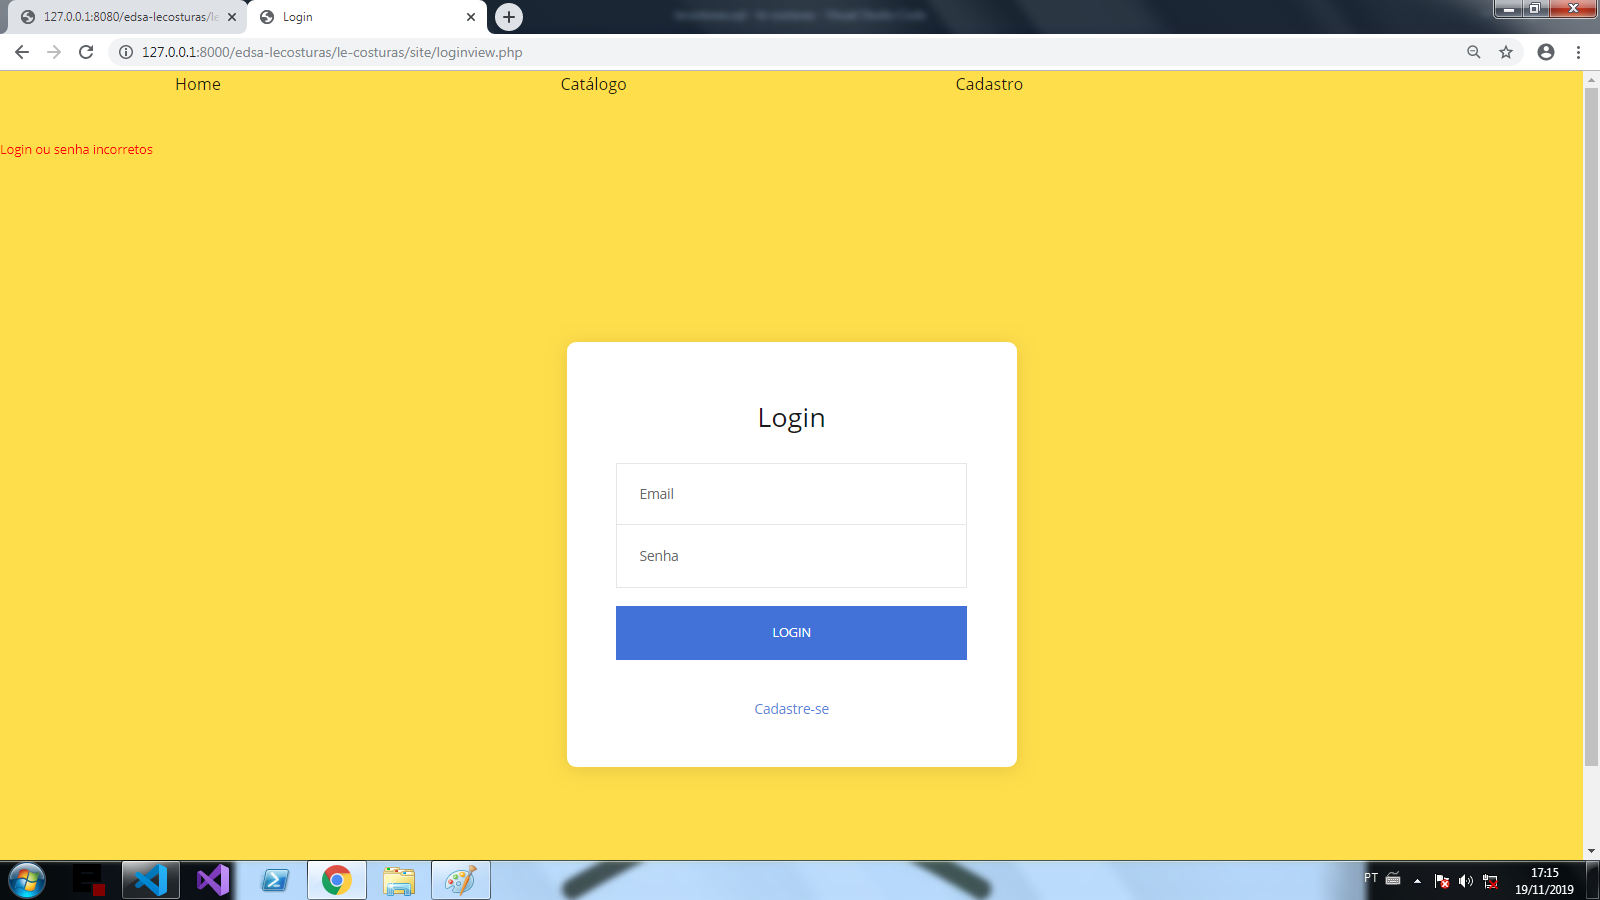 127.0.0.1:8080/edsa-lecosturas/le
Login
127.0.0.1:8000/edsa-lecosturas/le-costuras/site/loginview.php
Home Catálogo Cadastro
Login ou senha incorretos
Login
Email
Senha
LOGIN
Cadastre-se
PT
17:15
19/11/2019